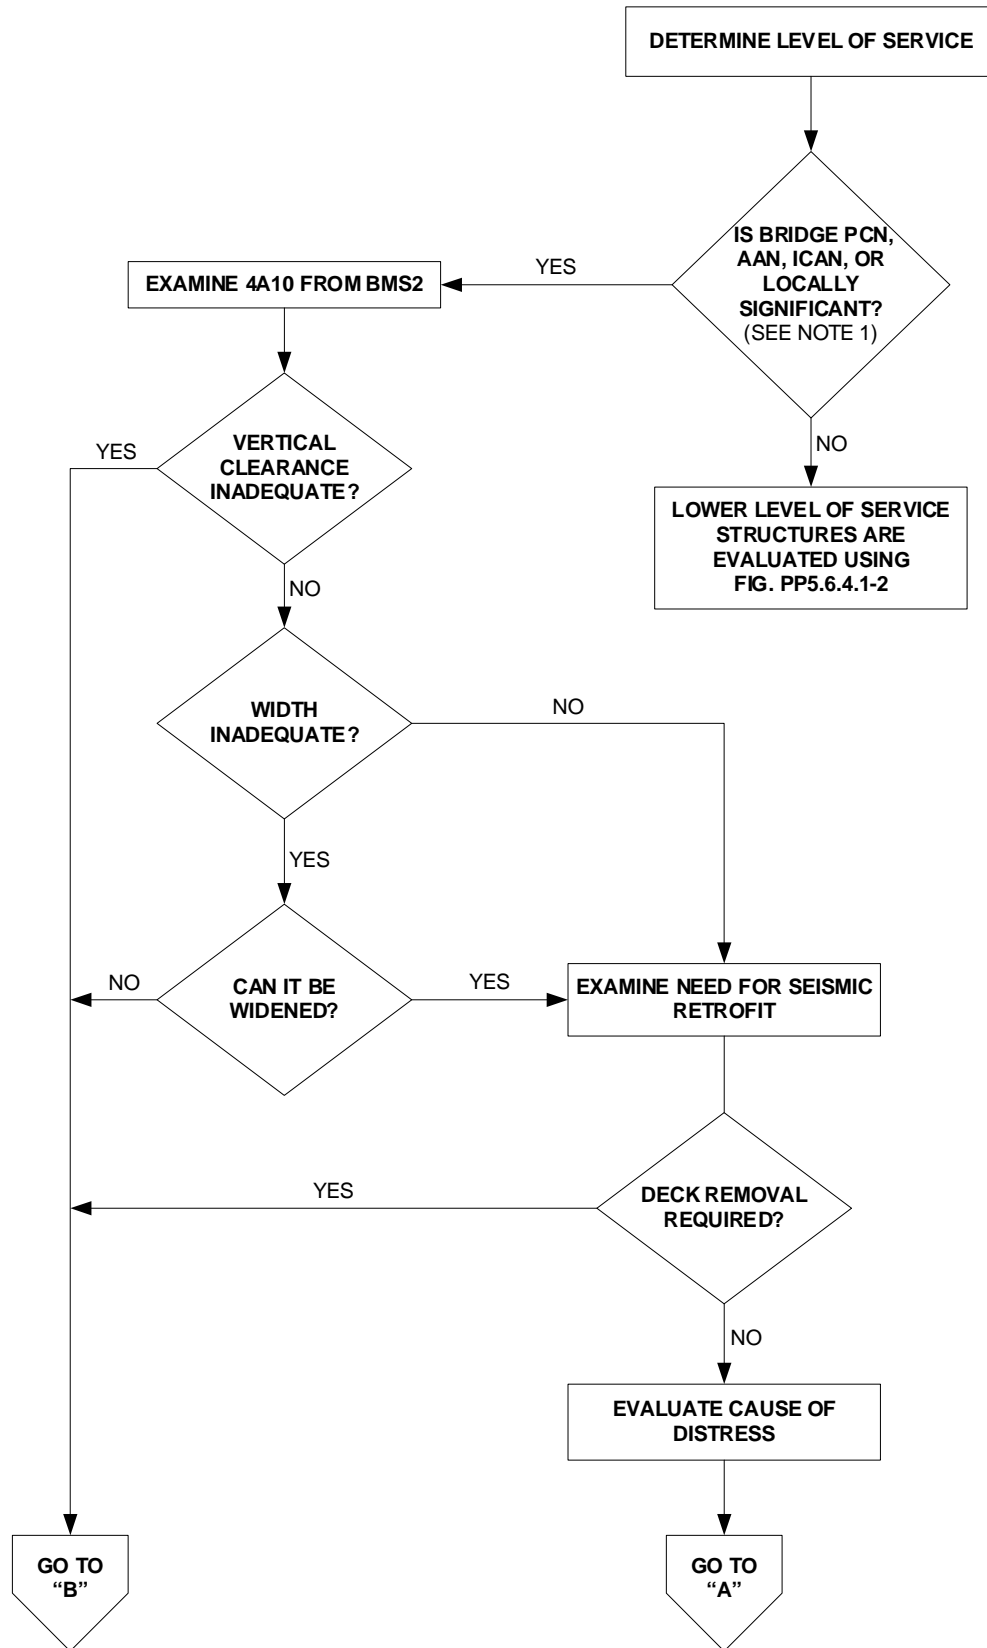 DETERMINE LEVEL OF SERVICE
IS BRIDGE PCN,
AAN, ICAN, OR
LOCALLY
SIGNIFICANT?
(SEE NOTE 1)
YES
EXAMINE 4A10 FROM BMS2
NO
LOWER LEVEL OF SERVICE
STRUCTURES ARE
EVALUATED USING
FIG. PP5.6.4.1-2
VERTICAL
CLEARANCE
INADEQUATE?
YES
NO
WIDTH
INADEQUATE?
NO
YES
CAN IT BE
WIDENED?
NO
YES
EXAMINE NEED FOR SEISMIC
RETROFIT
DECK REMOVAL
REQUIRED?
YES
NO
EVALUATE CAUSE OF
DISTRESS
GO TO
“B”
GO TO
“A”